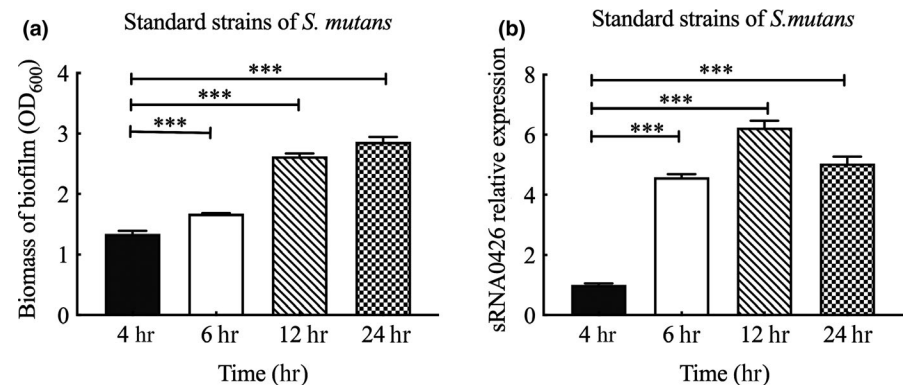 (a)
Standard strains of S. mutans
Biomass of biofilm (OD600)
4
3
2
1
0
***
***
***
4 hr
6 hr
12 hr
24 hr
Time (hr)
(b)
Standard strains of S.mutans
sRNA0426 relative expression
8
6
4
2
0
***
***
***
4 hr
6 hr
12 hr
24 hr
Time (hr)